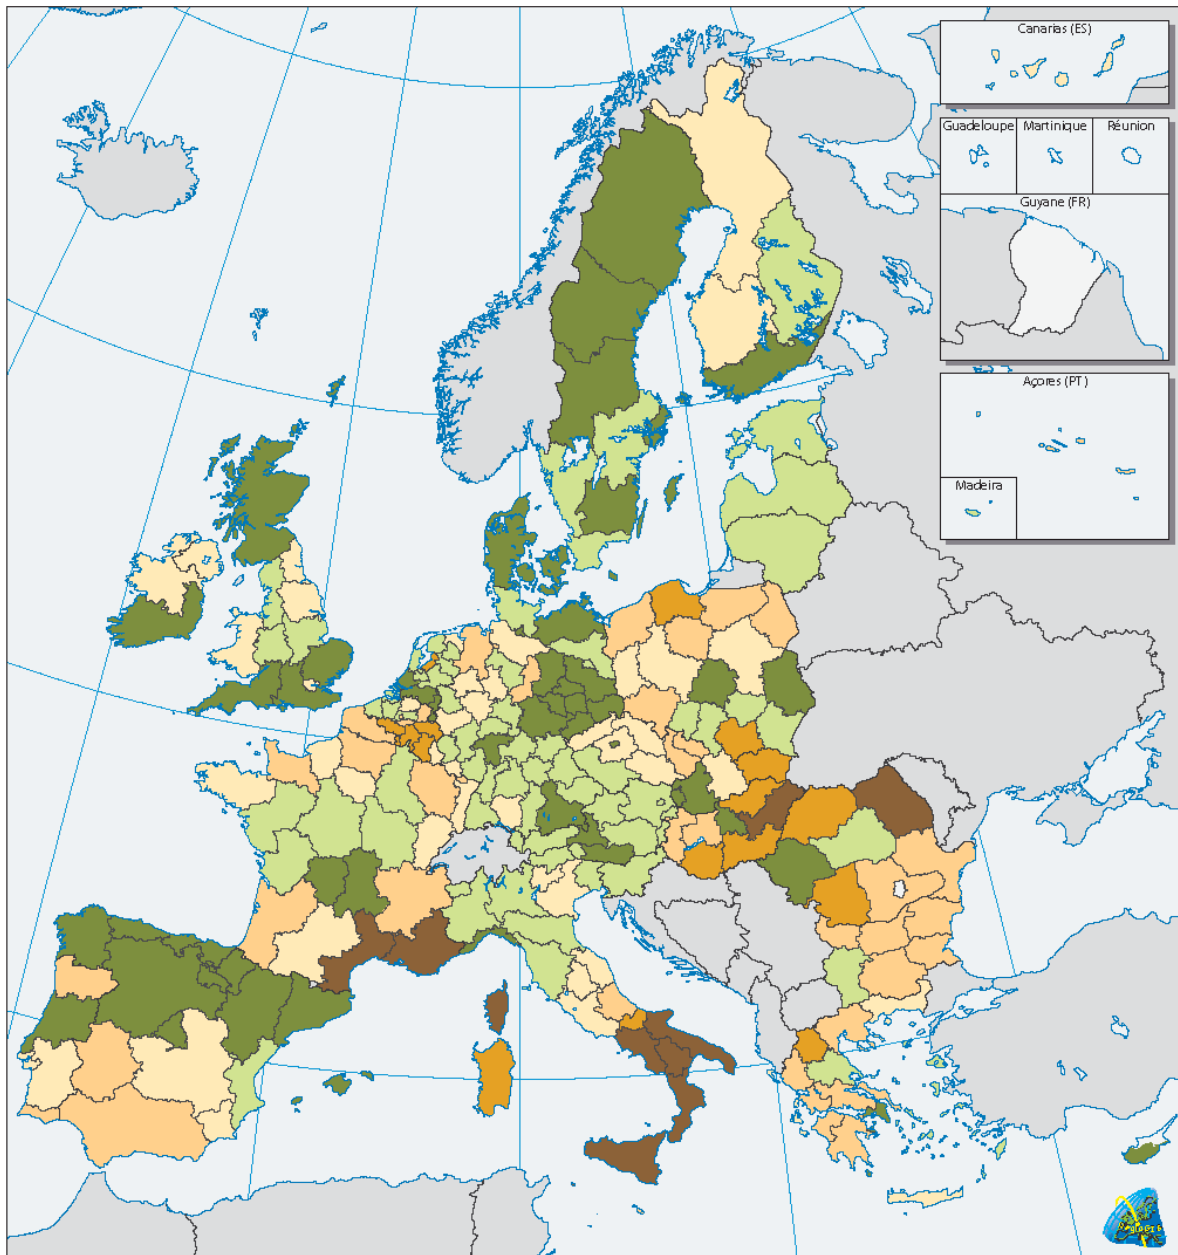 Canarias (ES)
Guadeloupe
Martinique
Réunion
Guyane (FR)
Açores (PT)
Madeira